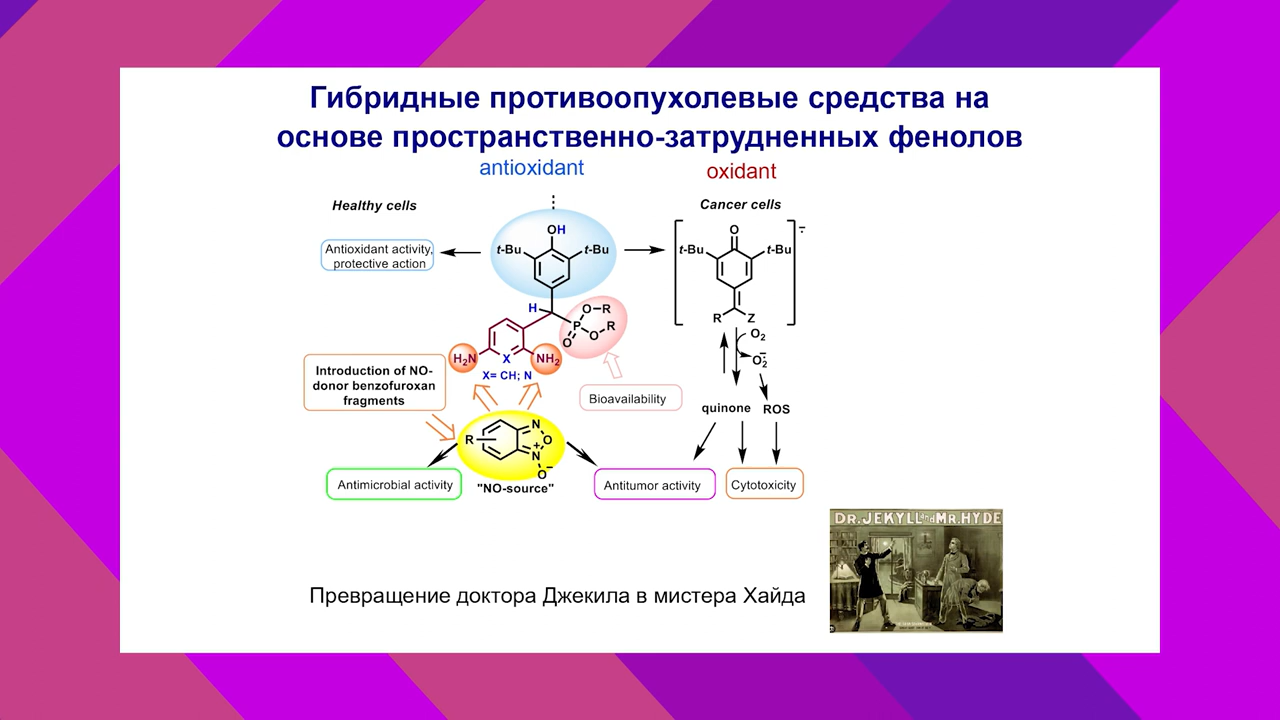 Гибридные противоопухолевые средства на
основе пространственно-затрудненных фенолов
antioxidant
oxidant
Healthy cells
Cancer cells
Antioxidant activity,
protective action
OH
t-Bu
t-Bu
O
t-Bu
t-Bu
R
Z
H
P
O
O
R
O
R
H₂N
X
NH₂
X= CH; N
O₂
O₂⁻
Introduction of NO-
donor benzofuroxan
fragments
Bioavailability
quinone
ROS
R
N
O
+
N
O⁻
"NO-source"
Antimicrobial activity
Antitumor activity
Cytotoxicity
DR. JEKYLL and MR. HYDE
Превращение доктора Джекила в мистера Хайда